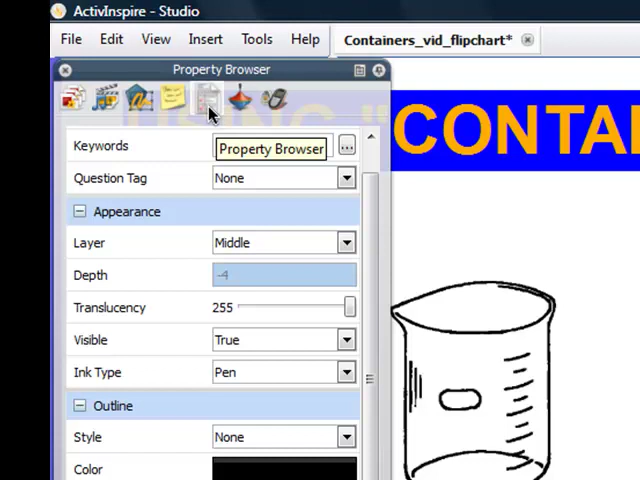 ActivInspire - Studio
File Edit View Insert Tools Help Containers_vid_flipchart*
Property Browser
USING "CONTAI
Keywords ...
Property Browser
Question Tag None
Appearance
Layer Middle
Depth -4
Translucency 255
Visible True
Ink Type Pen
Outline
Style None
Color